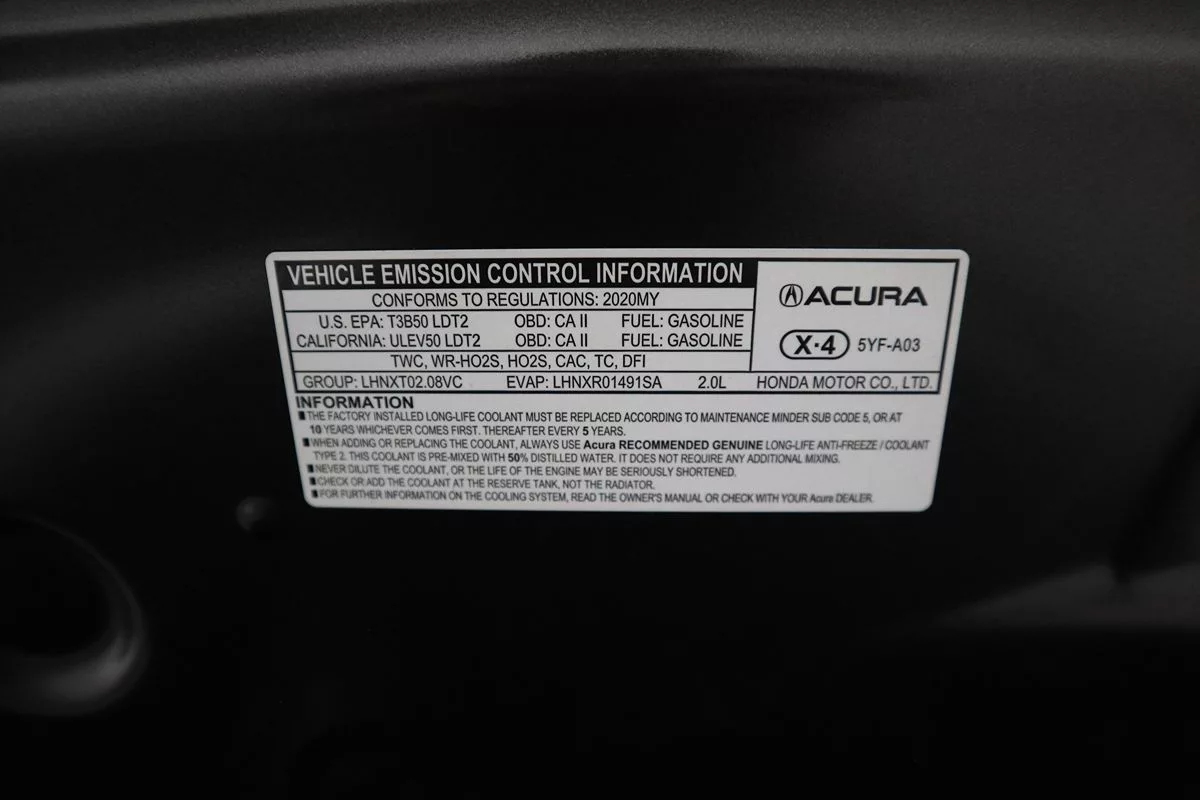 VEHICLE EMISSION CONTROL INFORMATION
CONFORMS TO REGULATIONS: 2020MY
U.S. EPA: T3B50 LDT2 OBD: CA II FUEL: GASOLINE
CALIFORNIA: ULEV50 LDT2 OBD: CA II FUEL: GASOLINE
TWC, WR-HO2S, HO2S, CAC, TC, DFI
GROUP: LHNXT02.08VC EVAP: LHNXR01491SA 2.0L
ACURA
X·4 5YF-A03
HONDA MOTOR CO., LTD.
INFORMATION
■THE FACTORY INSTALLED LONG-LIFE COOLANT MUST BE REPLACED ACCORDING TO MAINTENANCE MINDER SUB CODE 5, OR AT
10 YEARS WHICHEVER COMES FIRST. THEREAFTER EVERY 5 YEARS.
■WHEN ADDING OR REPLACING THE COOLANT, ALWAYS USE Acura RECOMMENDED GENUINE LONG-LIFE ANTI-FREEZE / COOLANT
TYPE 2. THIS COOLANT IS PRE-MIXED WITH 50% DISTILLED WATER. IT DOES NOT REQUIRE ANY ADDITIONAL MIXING.
■NEVER DILUTE THE COOLANT, OR THE LIFE OF THE ENGINE MAY BE SERIOUSLY SHORTENED.
■CHECK OR ADD THE COOLANT AT THE RESERVE TANK, NOT THE RADIATOR.
■FOR FURTHER INFORMATION ON THE COOLING SYSTEM, READ THE OWNER'S MANUAL OR CHECK WITH YOUR Acura DEALER.